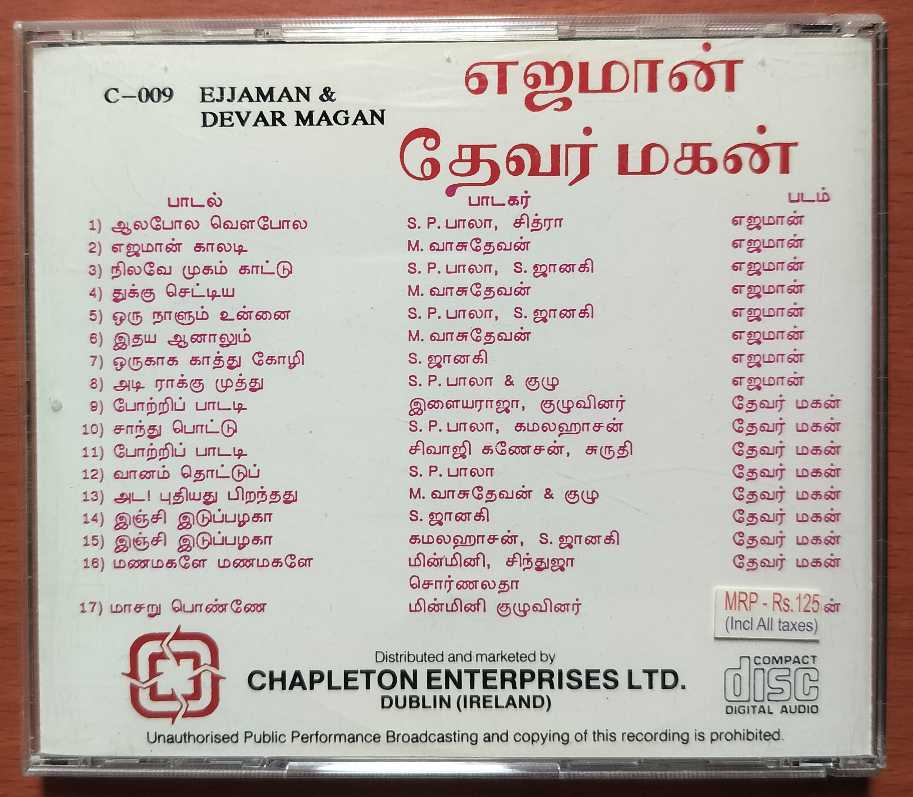 C-009 EJJAMAN &
DEVAR MAGAN
எஜமான்
தேவர் மகன்
பாடல் பாடகர் படம்
1) ஆலபோல வெளபோல S. P. பாலா, சித்ரா எஜமான்
2) எஜமான் காலடி M. வாசுதேவன் எஜமான்
3) நிலவே முகம் காட்டு S. P. பாலா, S. ஜானகி எஜமான்
4) துக்கு செட்டிய M. வாசுதேவன் எஜமான்
5) ஒரு நாளும் உன்னை S. P. பாலா, S. ஜானகி எஜமான்
6) இதய ஆனாலும் M. வாசுதேவன் எஜமான்
7) ஒருகாக காத்து கோழி S. ஜானகி எஜமான்
8) அடி ராக்கு முத்து S. P. பாலா & குழு எஜமான்
9) போற்றிப் பாடடி இளையராஜா, குழுவினர் தேவர் மகன்
10) சாந்து பொட்டு S. P. பாலா, கமலஹாசன் தேவர் மகன்
11) போற்றிப் பாடடி சிவாஜி கணேசன், சுருதி தேவர் மகன்
12) வானம் தொட்டுப் S. P. பாலா தேவர் மகன்
13) அட! புதியது பிறந்தது M. வாசுதேவன் & குழு தேவர் மகன்
14) இஞ்சி இடுப்பழகா S. ஜானகி தேவர் மகன்
15) இஞ்சி இடுப்பழகா கமலஹாசன், S. ஜானகி தேவர் மகன்
16) மணமகளே மணமகளே மின்மினி, சிந்துஜா தேவர் மகன்
சொர்ணலதா
17) மாசறு பொண்ணே மின்மினி குழுவினர் ன்
MRP - Rs.125
(Incl All taxes)
Distributed and marketed by
CHAPLETON ENTERPRISES LTD.
DUBLIN (IRELAND)
COMPACT
disc
DIGITAL AUDIO
Unauthorised Public Performance Broadcasting and copying of this recording is prohibited.